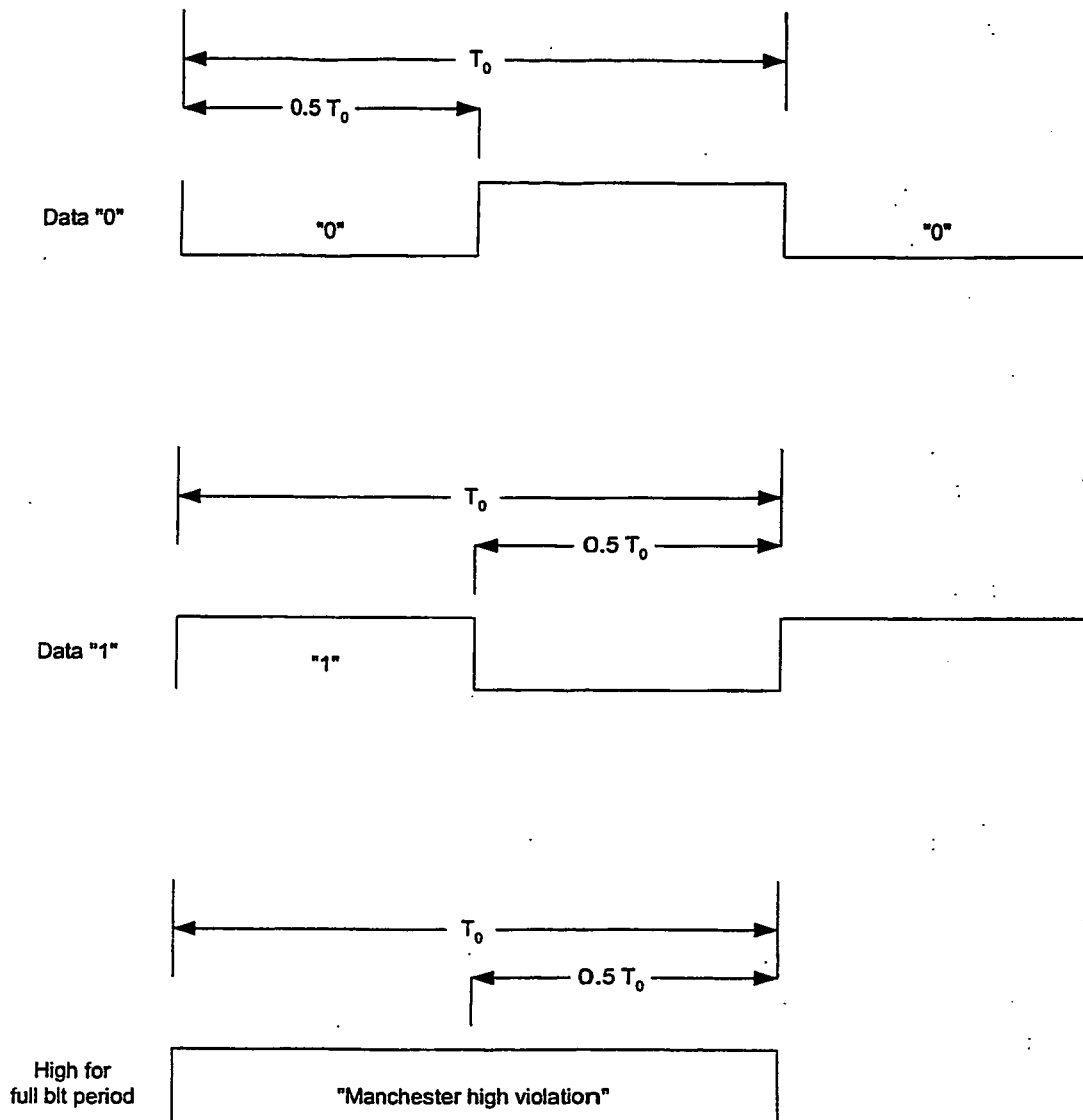 T₀
0.5 T₀
Data "0"
"0"
"0"
T₀
0.5 T₀
Data "1"
"1"
T₀
0.5 T₀
High for
full bit period
"Manchester high violation"